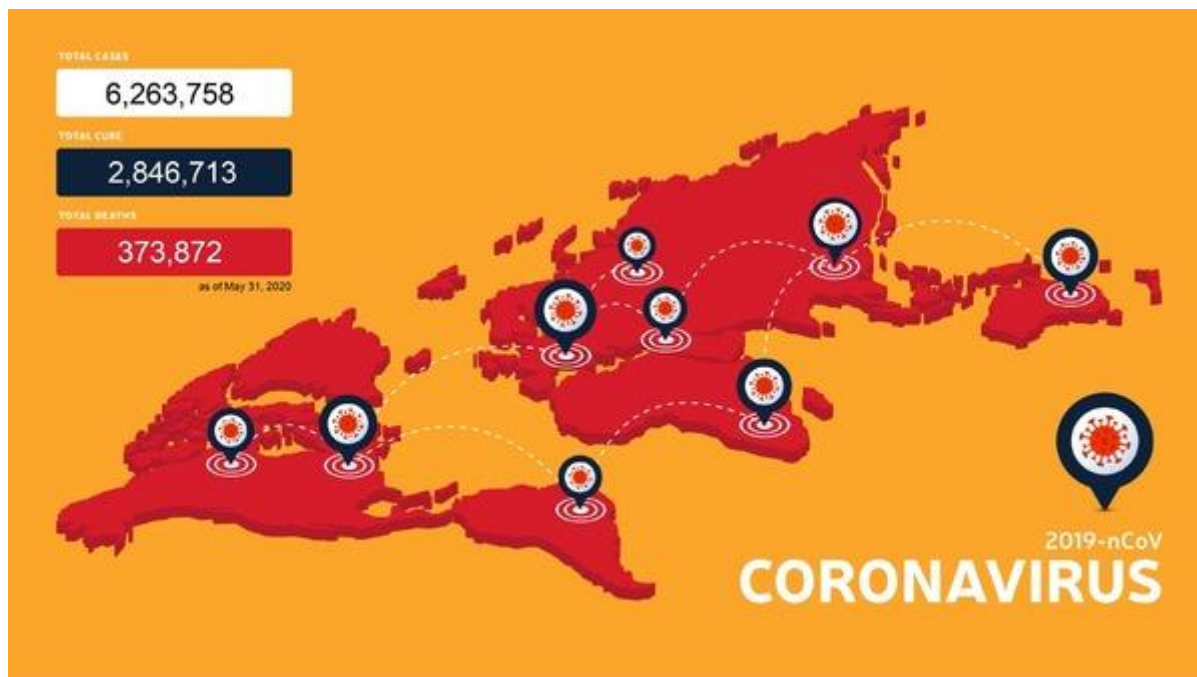 TOTAL CASES
6,263,758
TOTAL CURE
2,846,713
TOTAL DEATHS
373,872
as of May 31, 2020
2019-nCoV
CORONAVIRUS